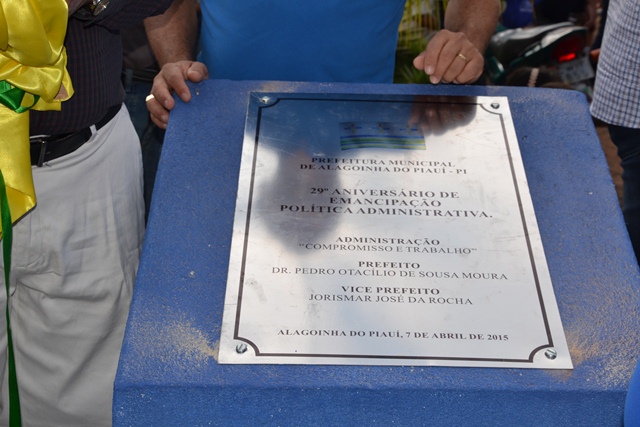 PREFEITURA MUNICIPAL
DE ALAGOINHA DO PIAUÍ - PI
29º ANIVERSÁRIO DE
EMANCIPAÇÃO
POLÍTICA ADMINISTRATIVA.
ADMINISTRAÇÃO
"COMPROMISSO E TRABALHO"
PREFEITO
DR. PEDRO OTACÍLIO DE SOUSA MOURA
VICE PREFEITO
JORISMAR JOSÉ DA ROCHA
ALAGOINHA DO PIAUÍ, 7 DE ABRIL DE 2015